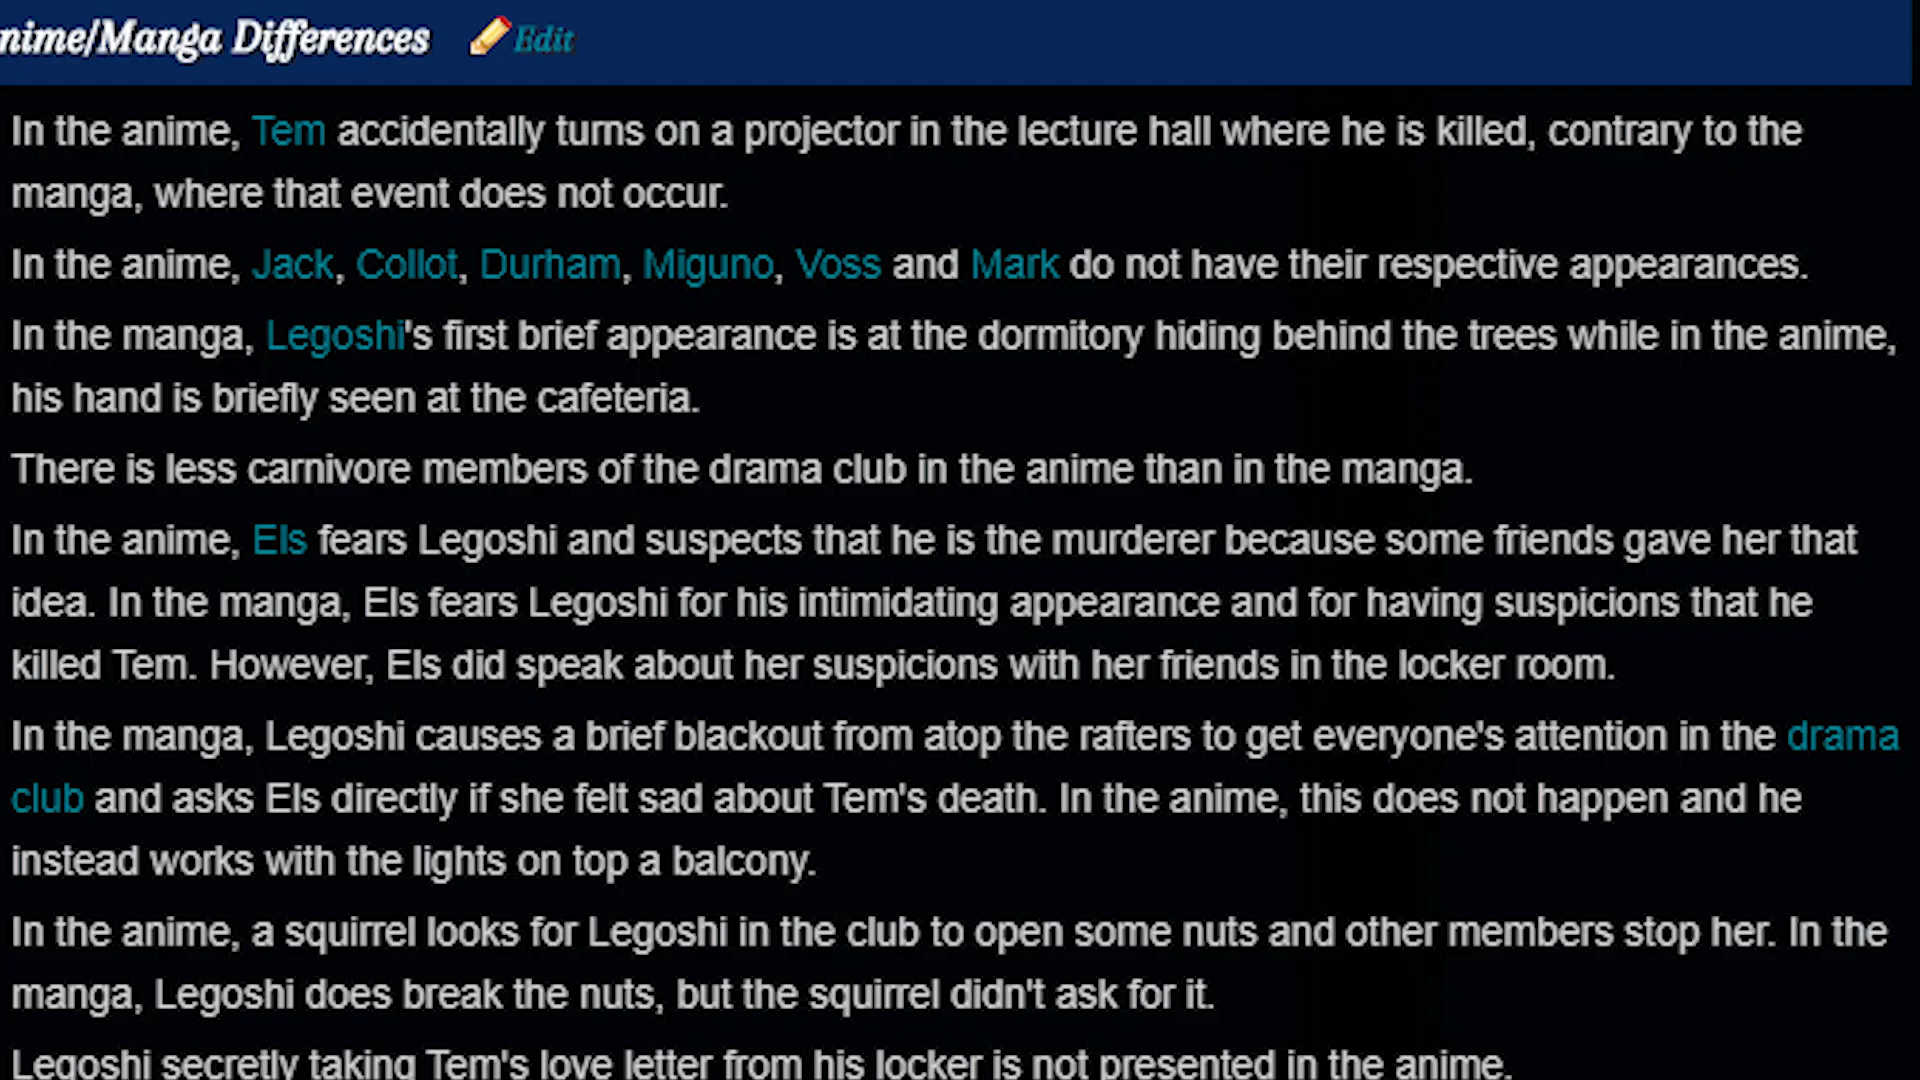 nime/Manga Differences Edit
In the anime, Tem accidentally turns on a projector in the lecture hall where he is killed, contrary to the
manga, where that event does not occur.
In the anime, Jack, Collot, Durham, Miguno, Voss and Mark do not have their respective appearances.
In the manga, Legoshi's first brief appearance is at the dormitory hiding behind the trees while in the anime,
his hand is briefly seen at the cafeteria.
There is less carnivore members of the drama club in the anime than in the manga.
In the anime, Els fears Legoshi and suspects that he is the murderer because some friends gave her that
idea. In the manga, Els fears Legoshi for his intimidating appearance and for having suspicions that he
killed Tem. However, Els did speak about her suspicions with her friends in the locker room.
In the manga, Legoshi causes a brief blackout from atop the rafters to get everyone's attention in the drama
club and asks Els directly if she felt sad about Tem's death. In the anime, this does not happen and he
instead works with the lights on top a balcony.
In the anime, a squirrel looks for Legoshi in the club to open some nuts and other members stop her. In the
manga, Legoshi does break the nuts, but the squirrel didn't ask for it.
Legoshi secretly taking Tem's love letter from his locker is not presented in the anime.